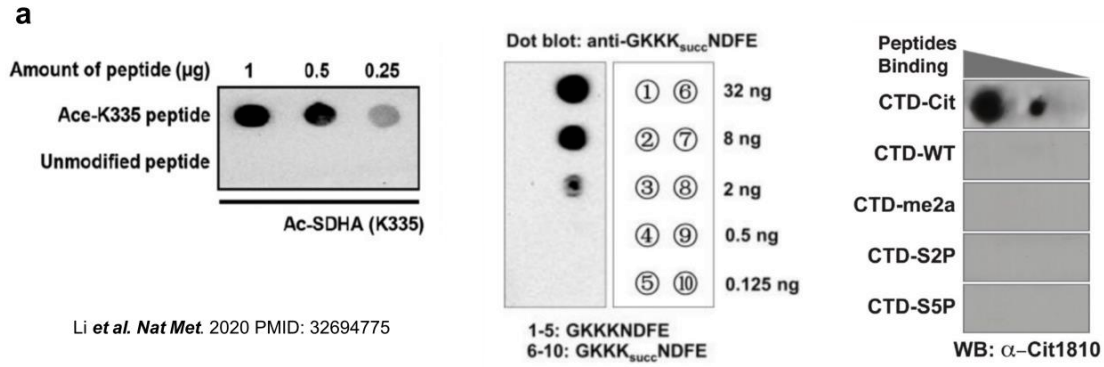 a
Amount of peptide (µg) 1 0.5 0.25
Ace-K335 peptide
Unmodified peptide
Ac-SDHA (K335)
Li et al. Nat Met. 2020 PMID: 32694775
Dot blot: anti-GKKKsuccNDFE
① ⑥ 32 ng
② ⑦ 8 ng
③ ⑧ 2 ng
④ ⑨ 0.5 ng
⑤ ⑩ 0.125 ng
1-5: GKKKNDFE
6-10: GKKKsuccNDFE
Peptides
Binding
CTD-Cit
CTD-WT
CTD-me2a
CTD-S2P
CTD-S5P
WB: α–Cit1810